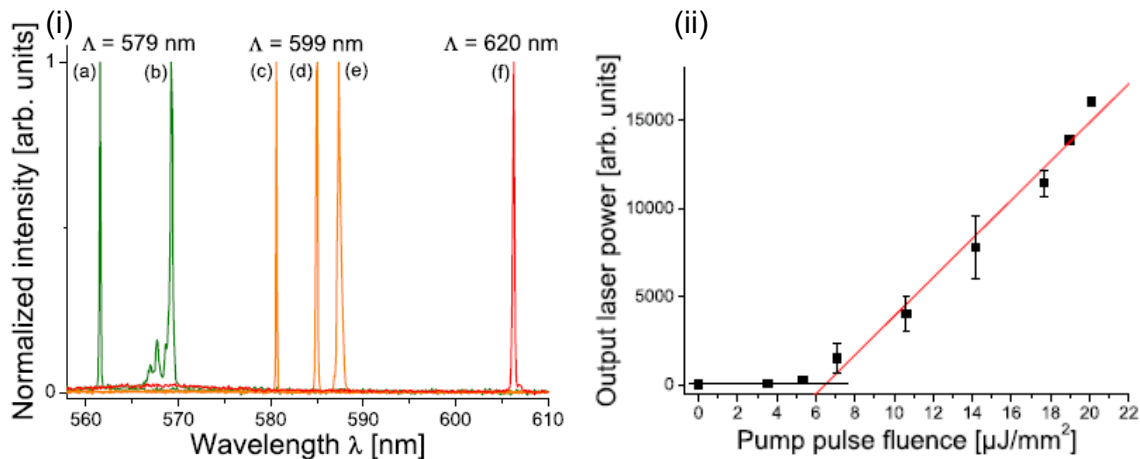 (i)
Λ = 579 nm
Λ = 599 nm
Λ = 620 nm
(a)
(b)
(c)
(d)
(e)
(f)
Normalized intensity [arb. units]
1
0
560
570
580
590
600
610
Wavelength λ [nm]
(ii)
Output laser power [arb. units]
15000
10000
5000
0
0
2
4
6
8
10
12
14
16
18
20
22
Pump pulse fluence [μJ/mm²]